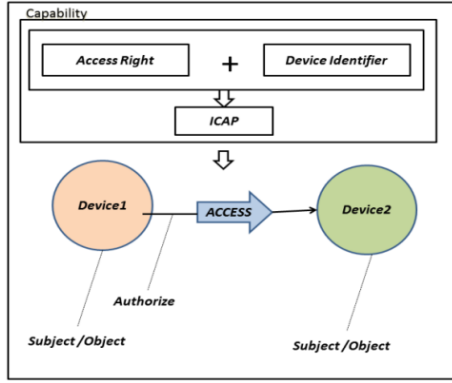 Capability
Access Right + Device Identifier
ICAP
Device1 ACCESS Device2
Authorize
Subject /Object
Subject /Object